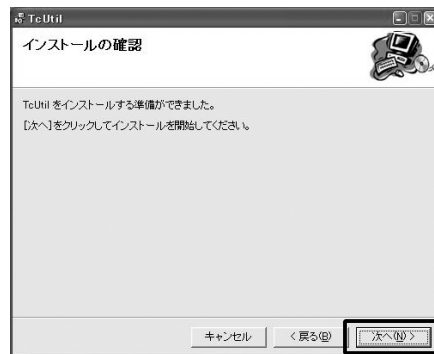 TcUtil
インストールの確認
TcUtil をインストールする準備ができました。
[次へ]をクリックしてインストールを開始してください。
キャンセル
< 戻る(B)
次へ(N) >